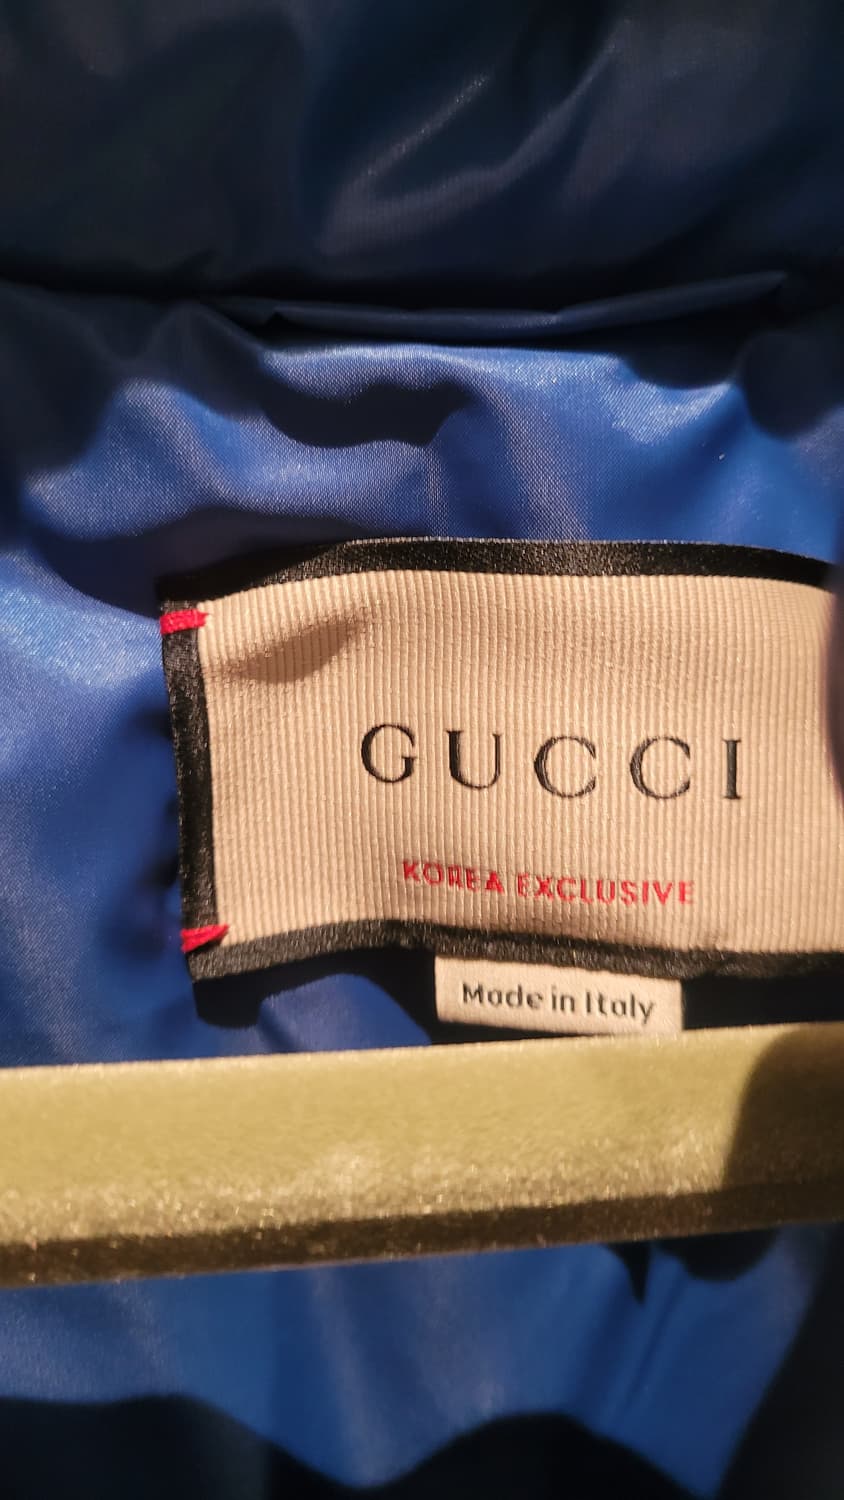 GUCCI
KOREA EXCLUSIVE
Made in Italy